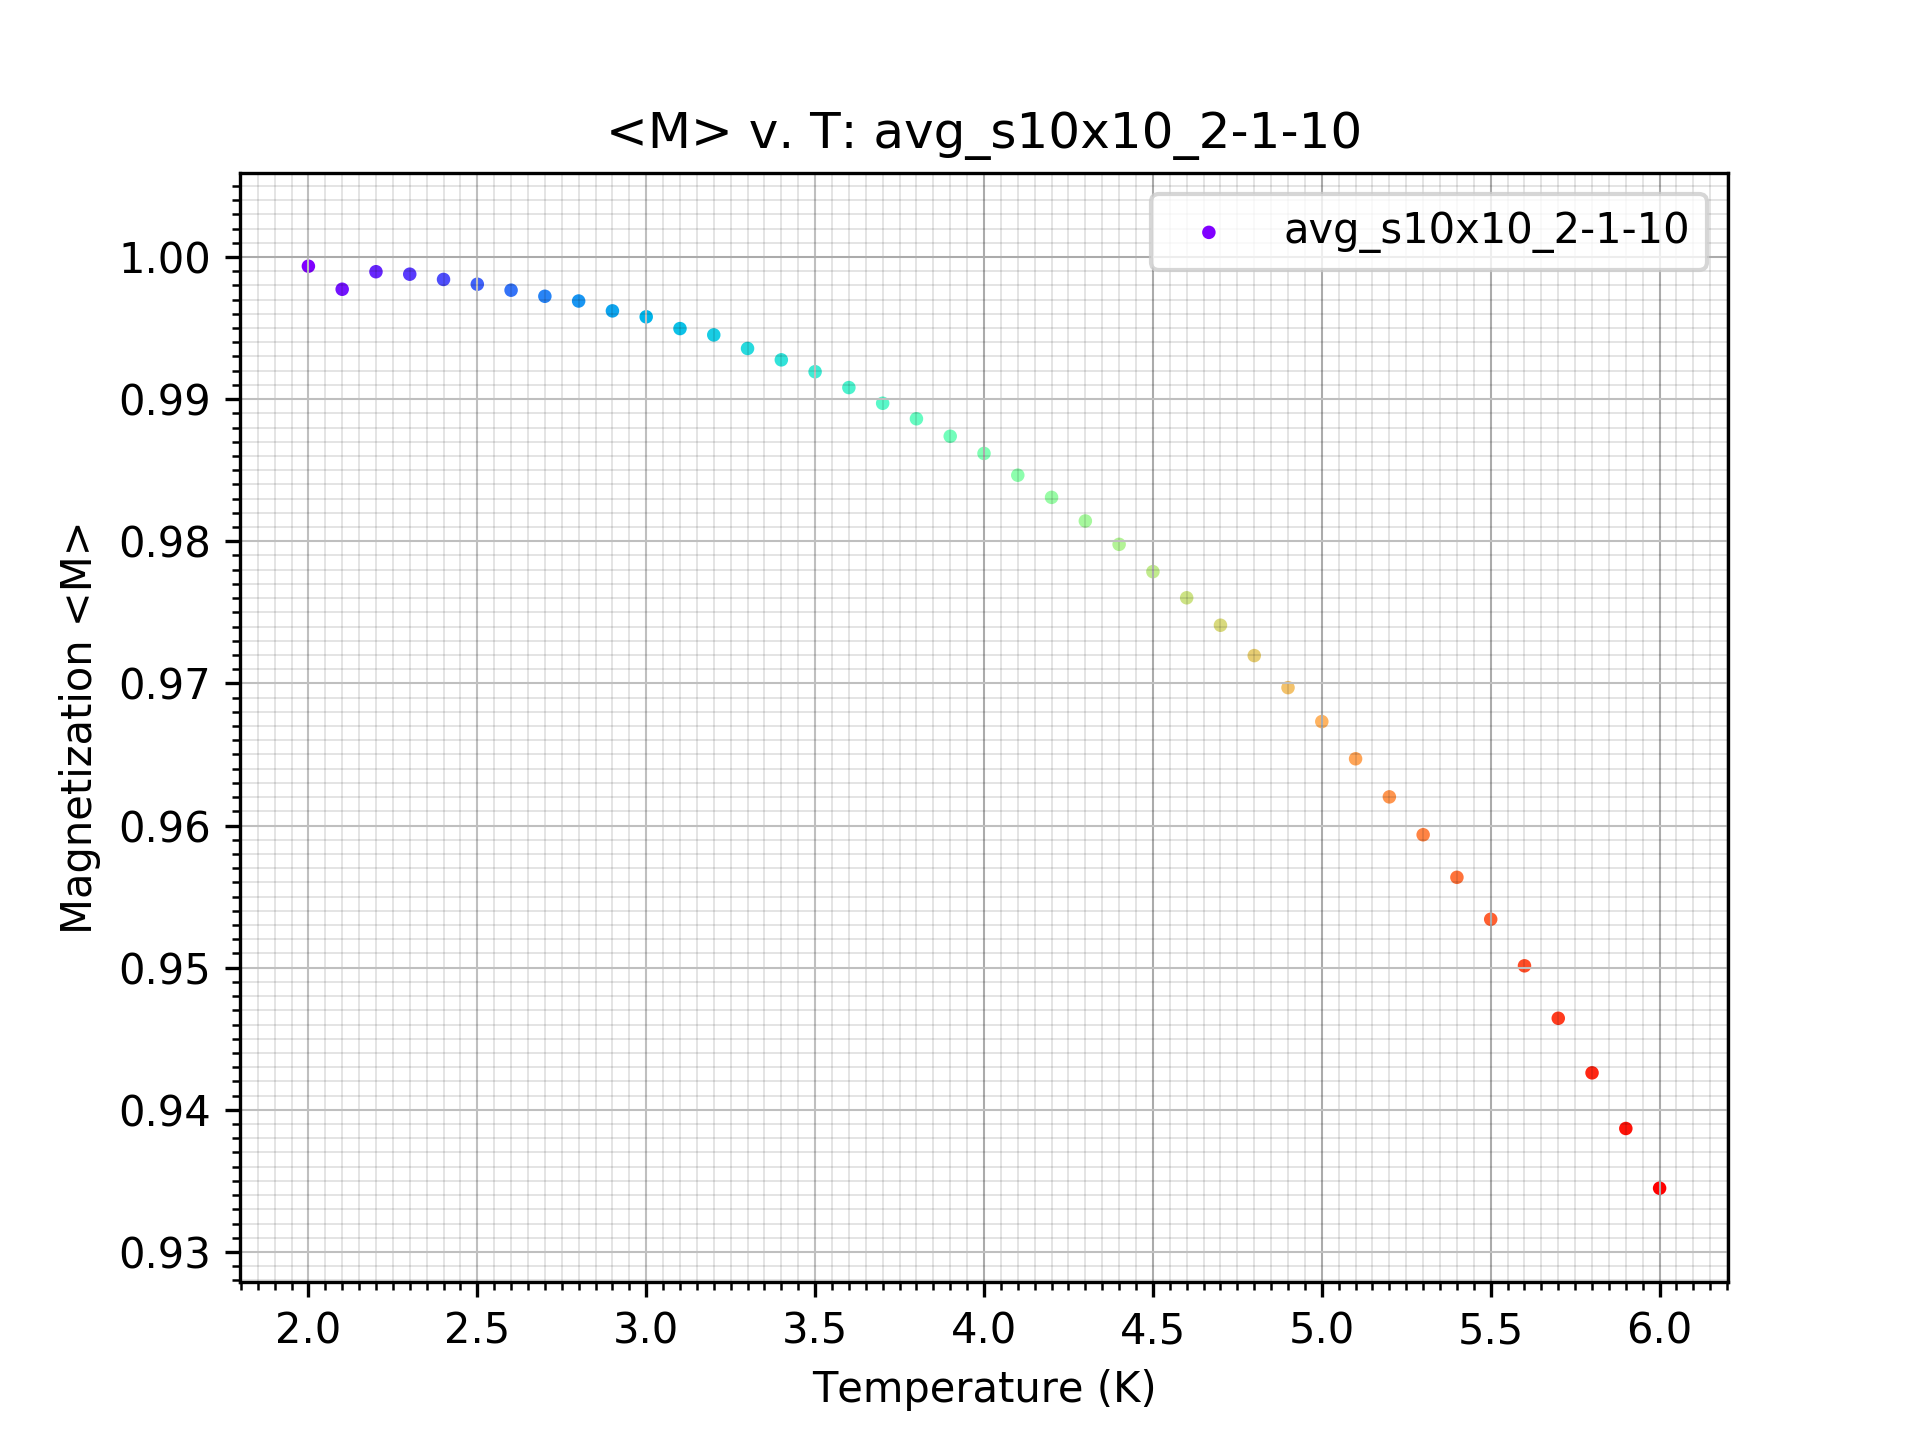 <M> v. T: avg_s10x10_2-1-10
avg_s10x10_2-1-10
1.00
0.99
0.98
0.97
0.96
0.95
0.94
0.93
Magnetization <M>
2.0 2.5 3.0 3.5 4.0 4.5 5.0 5.5 6.0
Temperature (K)